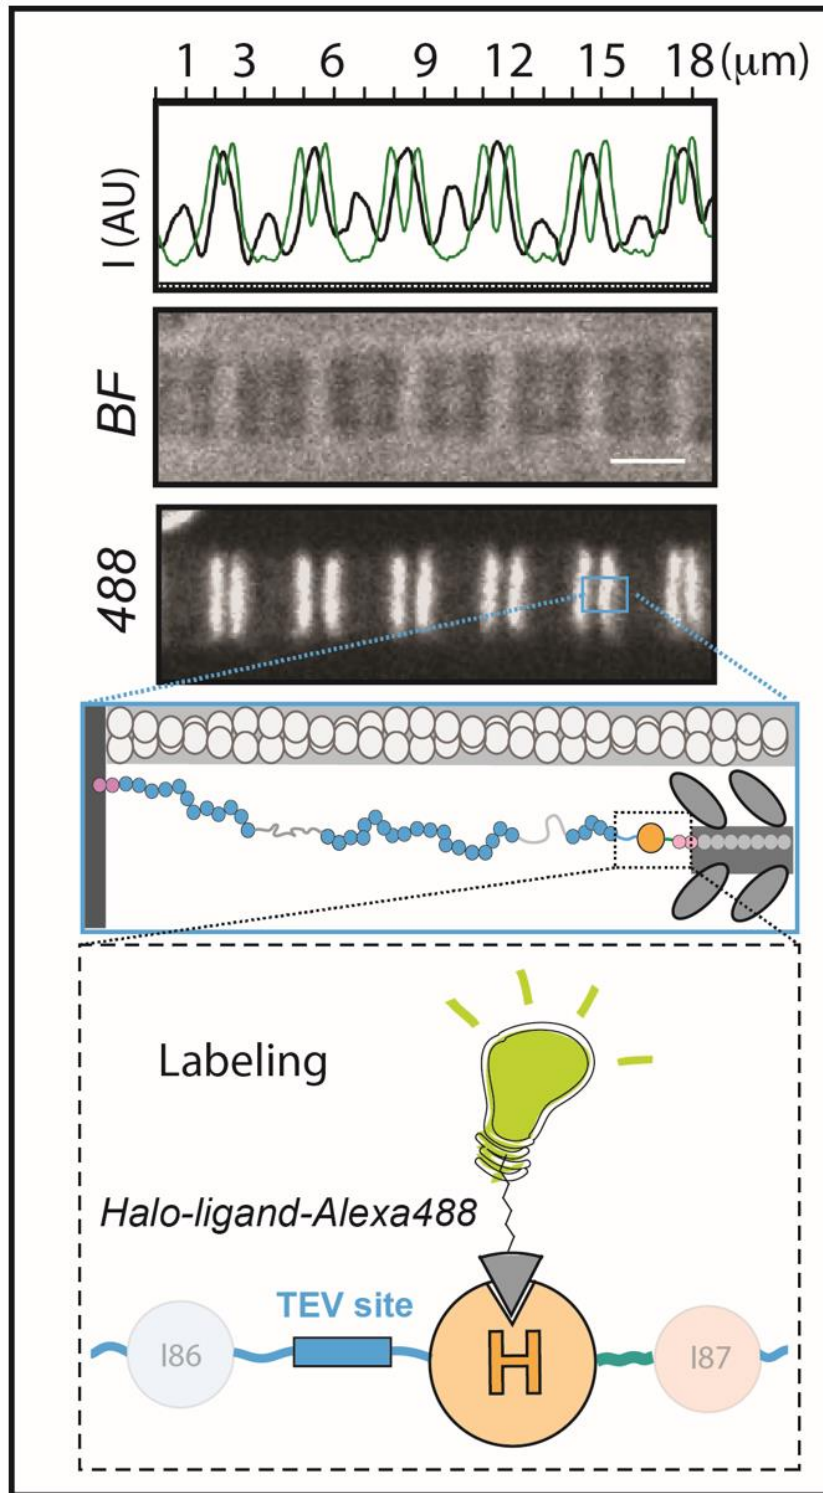 1 3 6 9 12 15 18 (μm)
I (AU)
BF
488
Labeling
Halo-ligand-Alexa488
TEV site
I86
H
I87